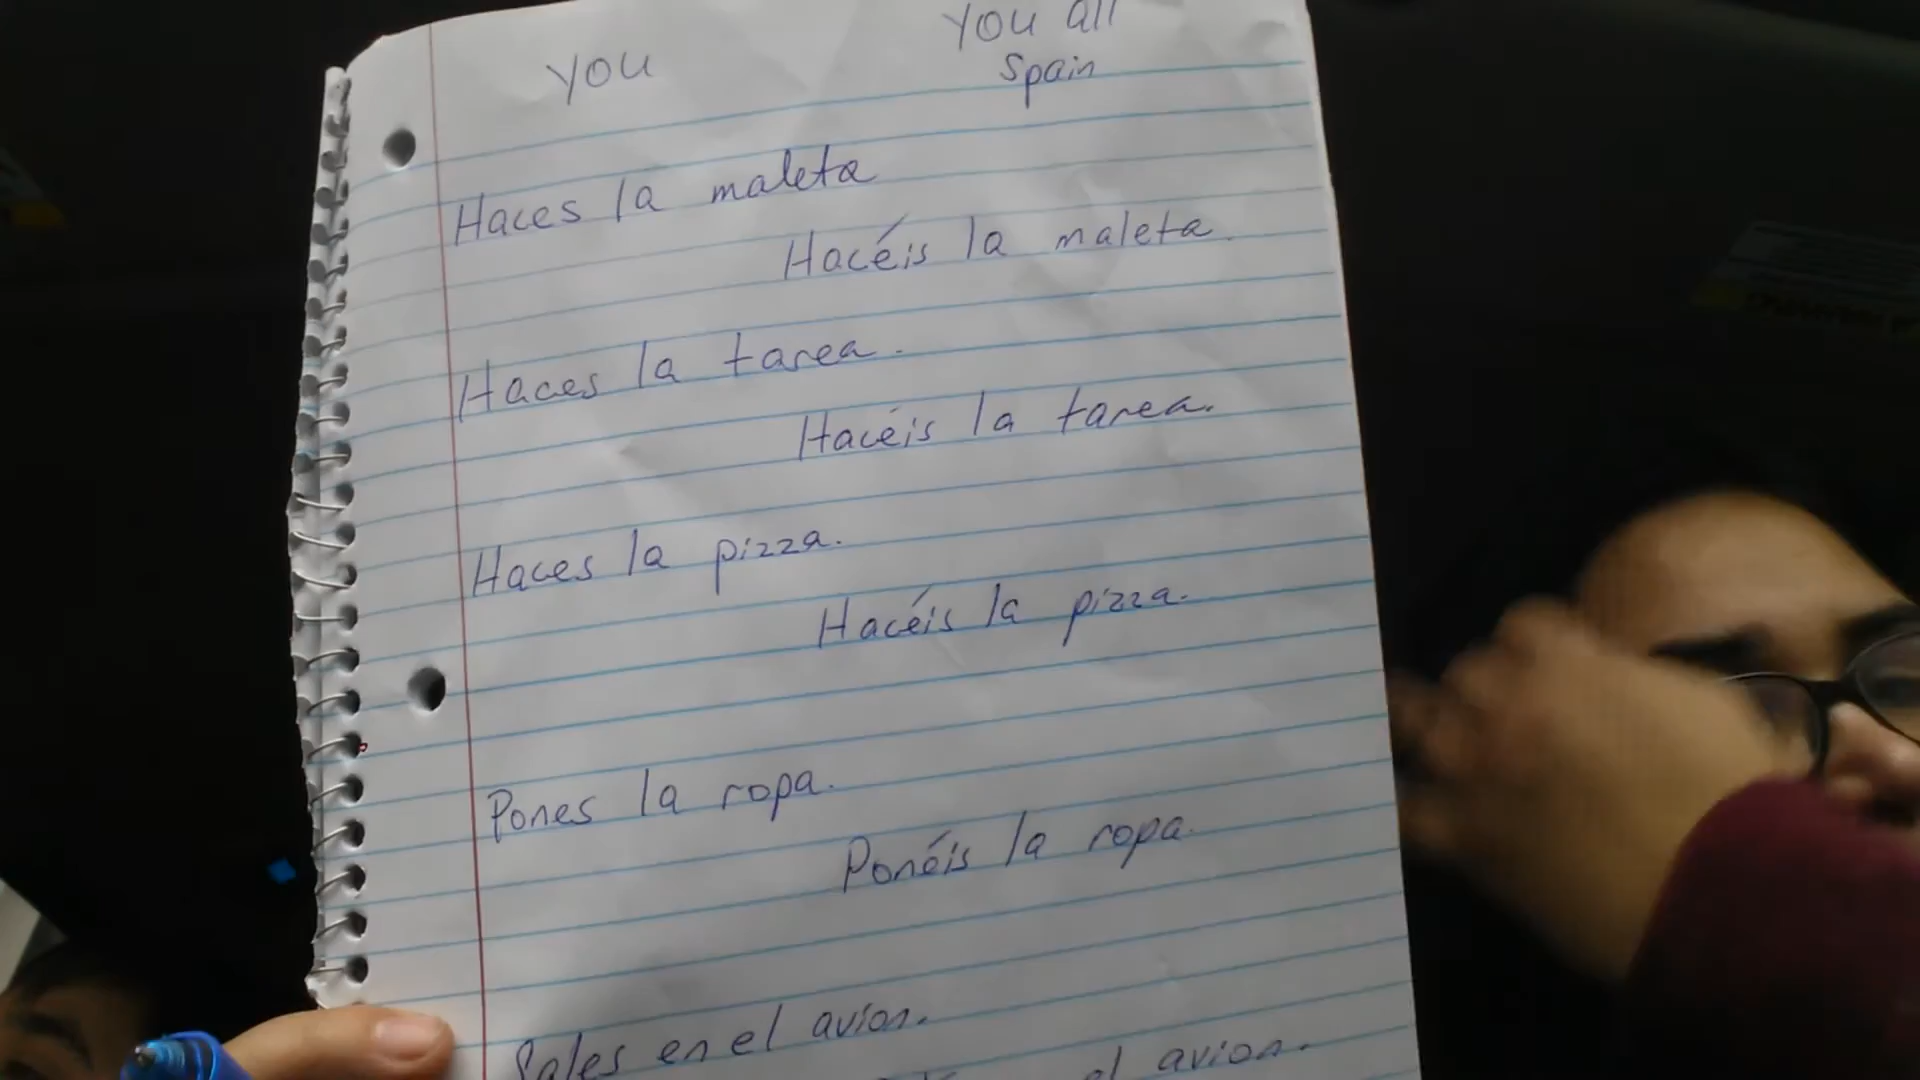 you
you all
Spain
Haces la maleta
Hacéis la maleta.
Haces la tarea.
Hacéis la tarea.
Haces la pizza.
Hacéis la pizza.
Pones la ropa.
Ponéis la ropa.
Sales en el avion.
el avion.